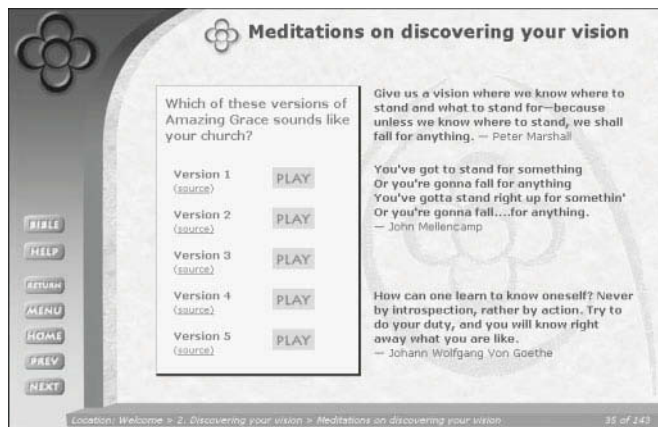 Meditations on discovering your vision
Which of these versions of
Amazing Grace sounds like
your church?
Version 1
(source)
PLAY
Version 2
(source)
PLAY
Version 3
(source)
PLAY
Version 4
(source)
PLAY
Version 5
(source)
PLAY
Give us a vision where we know where to
stand and what to stand for—because
unless we know where to stand, we shall
fall for anything. — Peter Marshall
You've got to stand for something
Or you're gonna fall for anything
You've gotta stand right up for somethin'
Or you're gonna fall....for anything.
— John Mellencamp
How can one learn to know oneself? Never
by introspection, rather by action. Try to
do your duty, and you will know right
away what you are like.
— Johann Wolfgang Von Goethe
BIBLE
HELP
RETURN
MENU
HOME
PREV
NEXT
Location: Welcome > 2. Discovering your vision > Meditations on discovering your vision
35 of 143